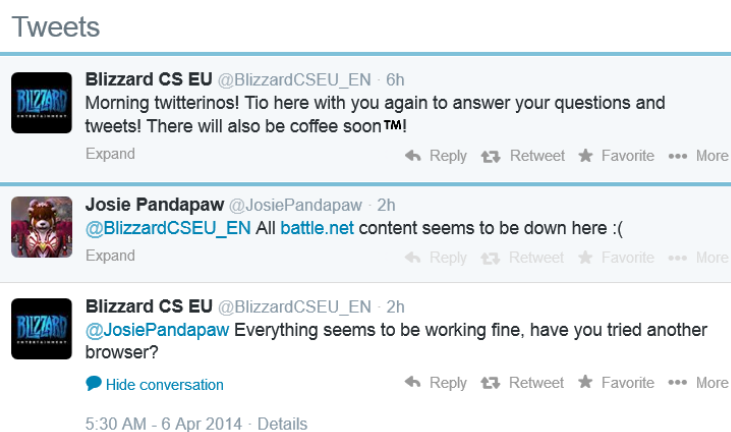 Tweets
Blizzard CS EU @BlizzardCSEU_EN · 6h
BLIZZARD
ENTERTAINMENT
Morning twitterinos! Tio here with you again to answer your questions and
tweets! There will also be coffee soon™!
Expand Reply Retweet Favorite More
Josie Pandapaw @JosiePandapaw · 2h
@BlizzardCSEU_EN All battle.net content seems to be down here :(
Expand Reply Retweet Favorite More
Blizzard CS EU @BlizzardCSEU_EN · 2h
BLIZZARD
ENTERTAINMENT
@JosiePandapaw Everything seems to be working fine, have you tried another
browser?
Hide conversation Reply Retweet Favorite More
5:30 AM - 6 Apr 2014 · Details